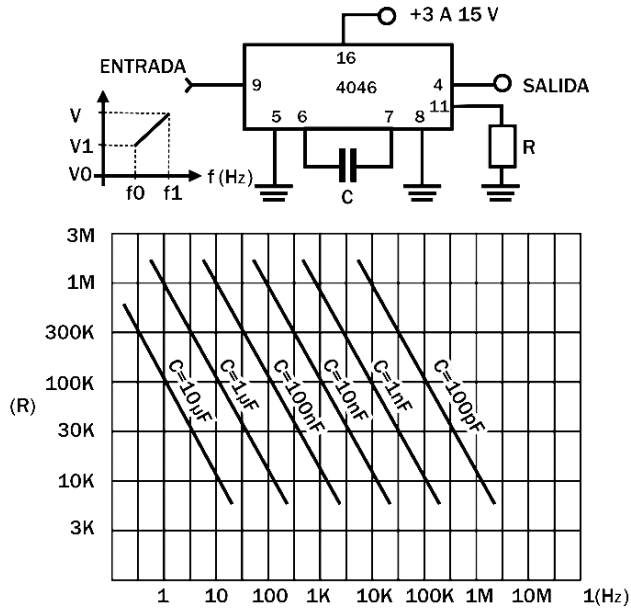 +3 A 15 V
16
ENTRADA
9
4046
4
SALIDA
11
5
6
7
8
R
C
V
V1
V0
f0
f1
f (Hz)
3M
1M
300K
100K
30K
10K
3K
(R)
C=10µF
C=1µF
C=100nF
C=10nF
C=1nF
C=100pF
1 10 100 1K 10K 100K 1M 10M 1(Hz)